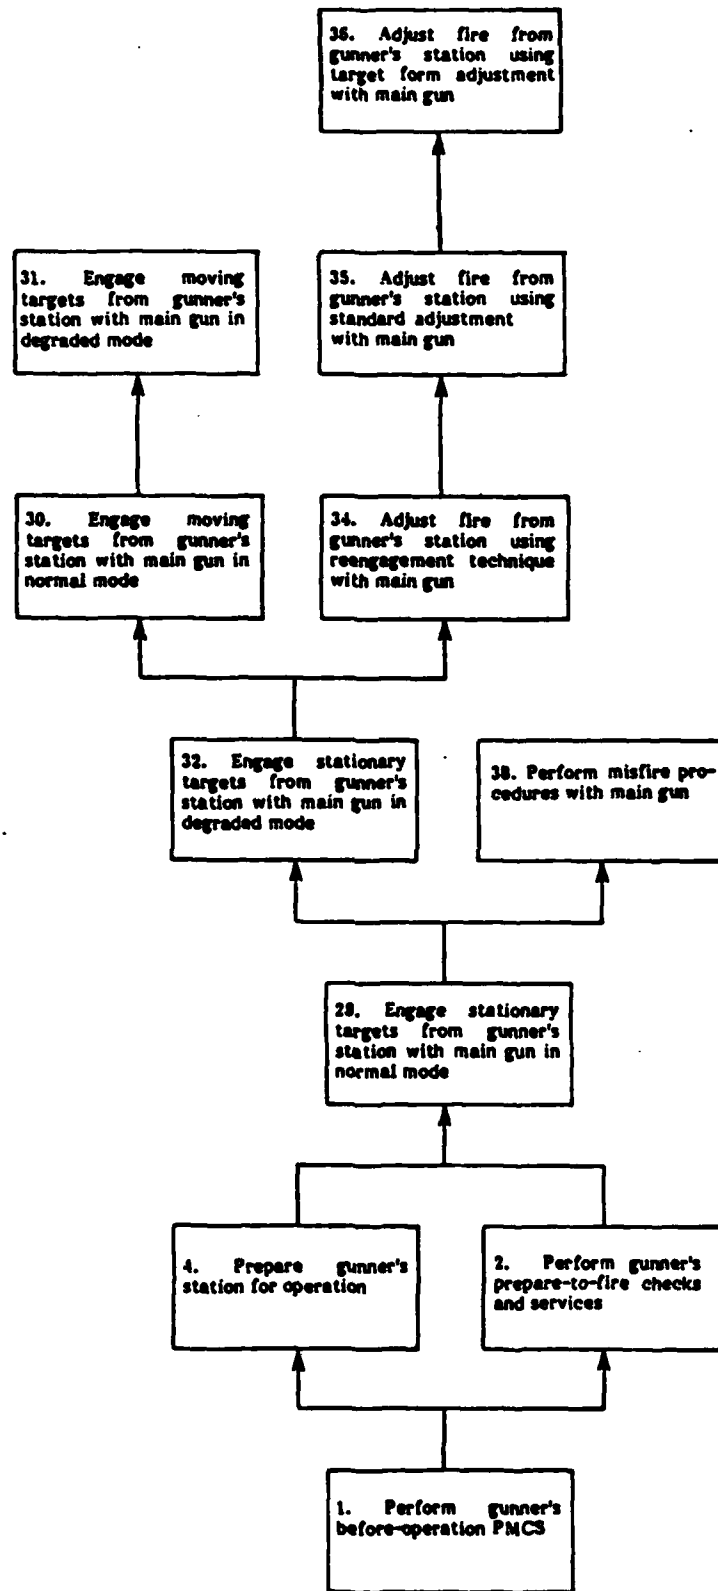 36. Adjust fire from
gunner's station using
target form adjustment
with main gun
31. Engage moving
targets from gunner's
station with main gun in
degraded mode
35. Adjust fire from
gunner's station using
standard adjustment
with main gun
30. Engage moving
targets from gunner's
station with main gun in
normal mode
34. Adjust fire from
gunner's station using
reengagement technique
with main gun
32. Engage stationary
targets from gunner's
station with main gun in
degraded mode
38. Perform misfire pro-
cedures with main gun
29. Engage stationary
targets from gunner's
station with main gun in
normal mode
4. Prepare gunner's
station for operation
2. Perform gunner's
prepare-to-fire checks
and services
1. Perform gunner's
before-operation PMCS